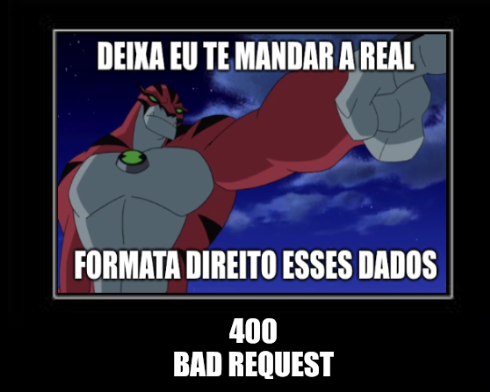 DEIXA EU TE MANDAR A REAL
FORMATA DIREITO ESSES DADOS
400
BAD REQUEST